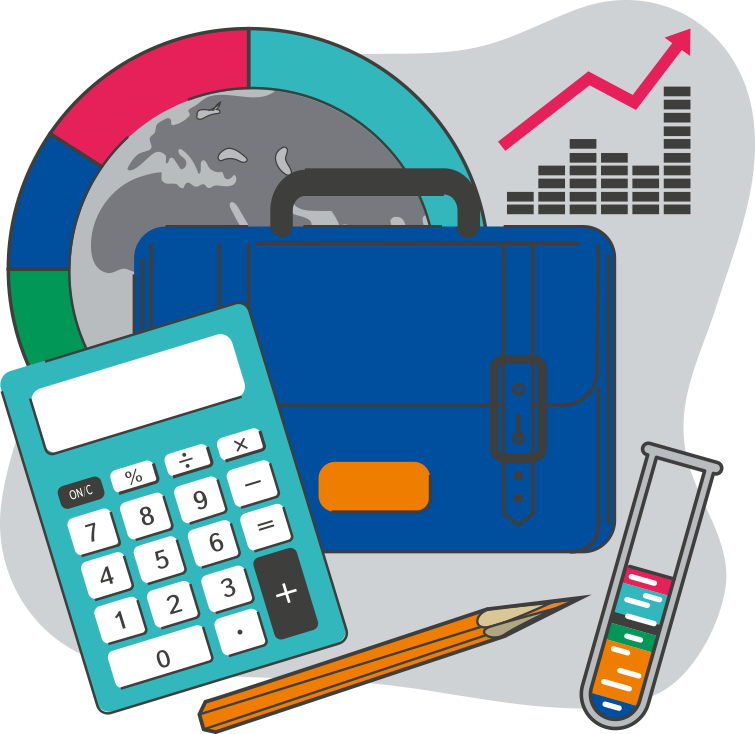 ON/C % ÷ ×
7 8 9 −
4 5 6 =
1 2 3 +
0 ·